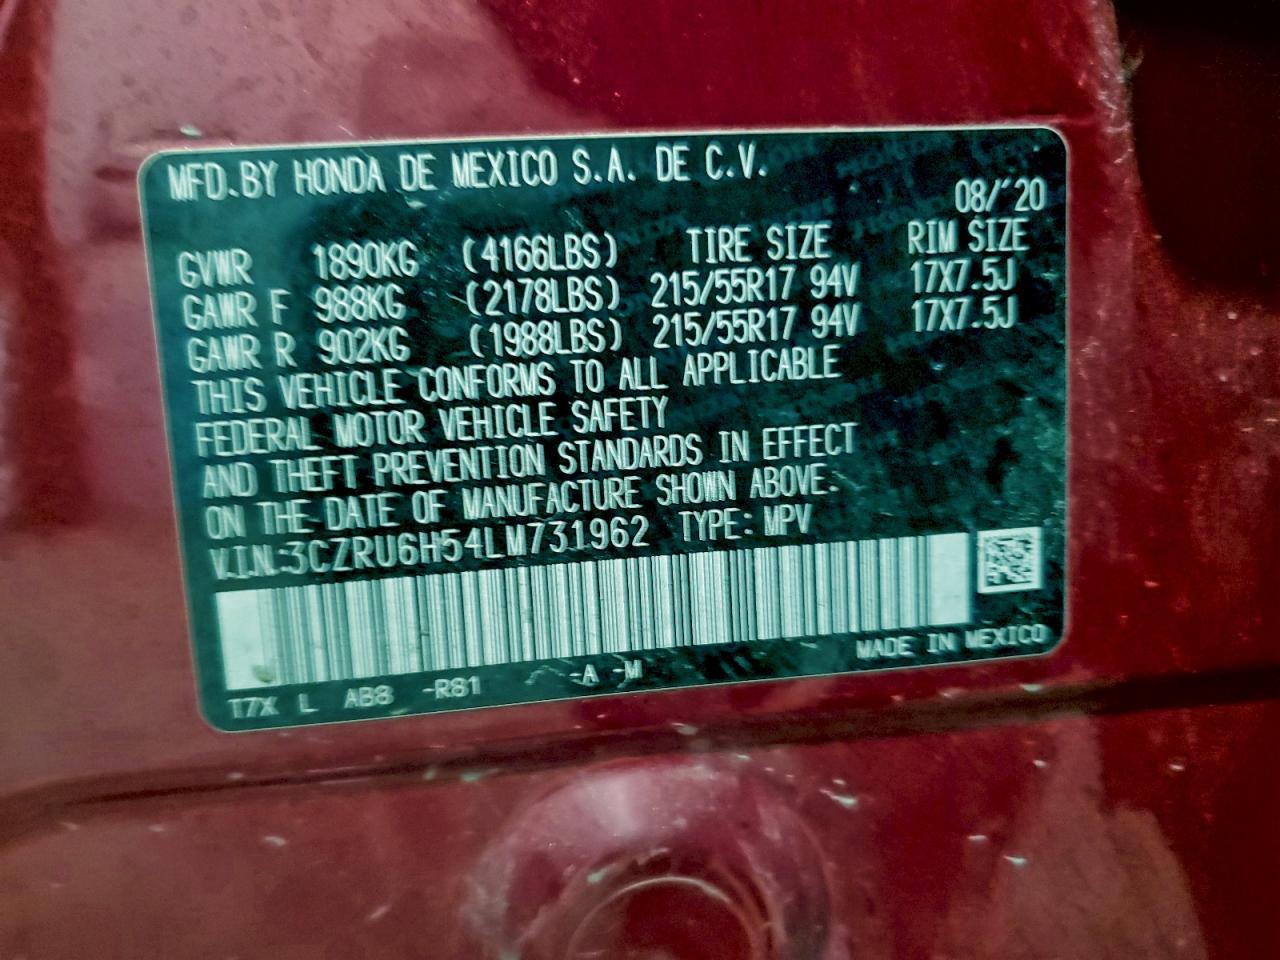 MFD.BY HONDA DE MEXICO S.A. DE C.V.
08/'20
GVWR 1890KG (4166LBS) TIRE SIZE RIM SIZE
GAWR F 988KG (2178LBS) 215/55R17 94V 17X7.5J
GAWR R 902KG (1988LBS) 215/55R17 94V 17X7.5J
THIS VEHICLE CONFORMS TO ALL APPLICABLE
FEDERAL MOTOR VEHICLE SAFETY
AND THEFT PREVENTION STANDARDS IN EFFECT
ON THE DATE OF MANUFACTURE SHOWN ABOVE.
V.I.N.:3CZRU6H54LM731962 TYPE: MPV
MADE IN MEXICO
T7X L AB8 -R81 -A -M